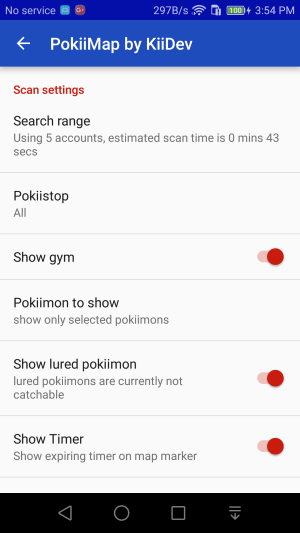 No service 297B/s 100 3:54 PM
PokiiMap by KiiDev
Scan settings
Search range
Using 5 accounts, estimated scan time is 0 mins 43
secs
Pokiistop
All
Show gym
Pokiimon to show
show only selected pokiimons
Show lured pokiimon
lured pokiimons are currently not
catchable
Show Timer
Show expiring timer on map marker